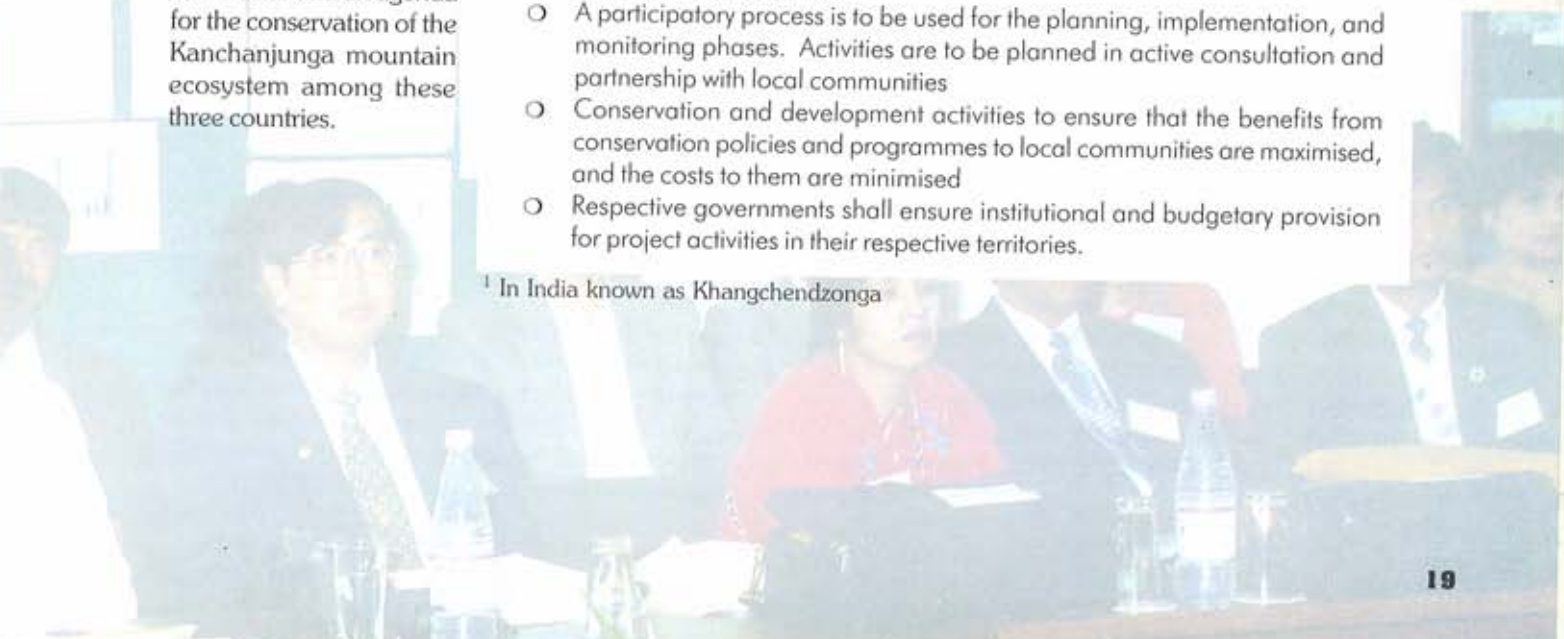 for the conservation of the
Kanchanjunga mountain
ecosystem among these
three countries.
❍ A participatory process is to be used for the planning, implementation, and
monitoring phases. Activities are to be planned in active consultation and
partnership with local communities
❍ Conservation and development activities to ensure that the benefits from
conservation policies and programmes to local communities are maximised,
and the costs to them are minimised
❍ Respective governments shall ensure institutional and budgetary provision
for project activities in their respective territories.
¹ In India known as Khangchendzonga
19